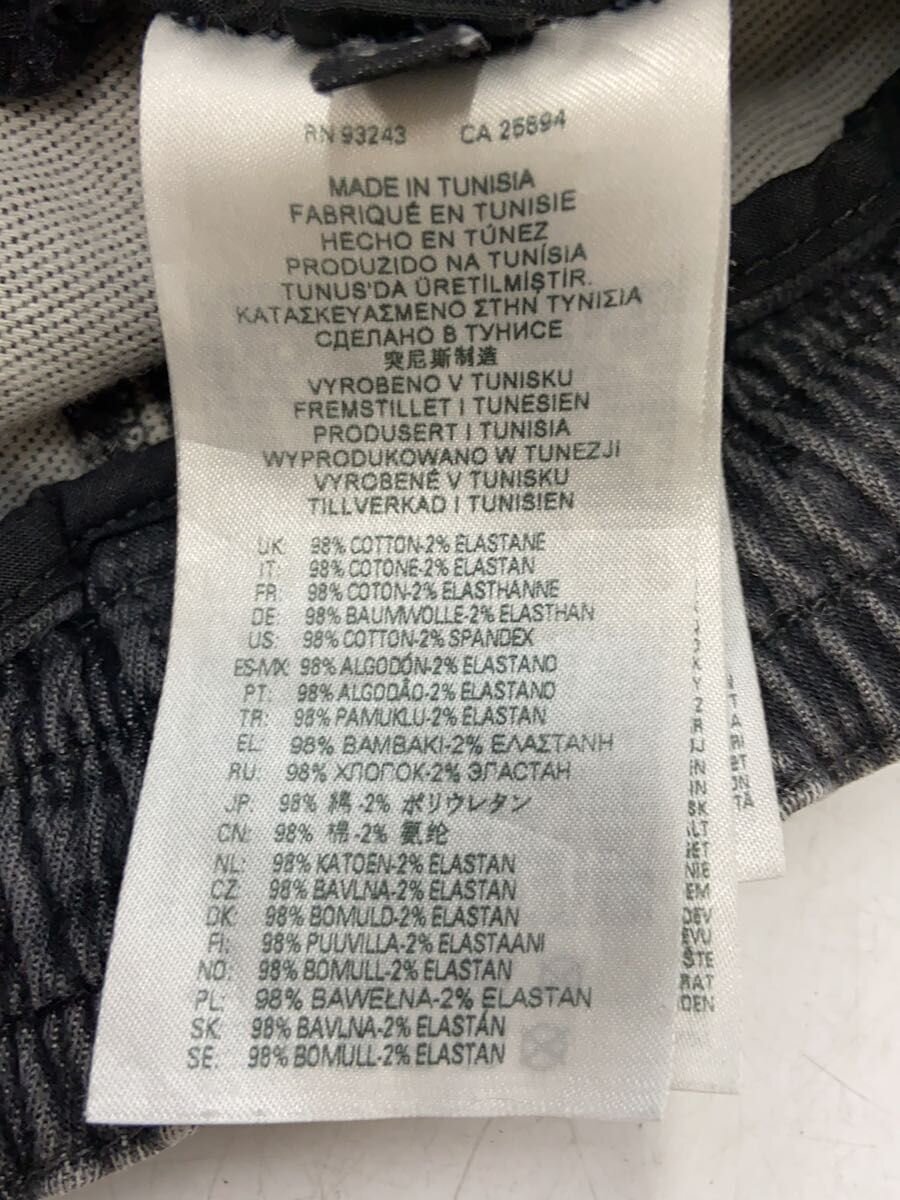 RN 93243 CA 25894
MADE IN TUNISIA
FABRIQUÉ EN TUNISIE
HECHO EN TÚNEZ
PRODUZIDO NA TUNÍSIA
TUNUS'DA ÜRETİLMİŞTİR.
ΚΑΤΑΣΚΕΥΑΣΜΕΝΟ ΣΤΗΝ ΤΥΝΙΣΙΑ
СДЕЛАНО В ТУНИСЕ
突尼斯制造
VYROBENO V TUNISKU
FREMSTILLET I TUNESIEN
PRODUSERT I TUNISIA
WYPRODUKOWANO W TUNEZJI
VYROBENÉ V TUNISKU
TILLVERKAD I TUNISIEN
UK: 98% COTTON-2% ELASTANE
IT: 98% COTONE-2% ELASTAN
FR: 98% COTON-2% ELASTHANNE
DE: 98% BAUMWOLLE-2% ELASTHAN
US: 98% COTTON-2% SPANDEX
ES-MX: 98% ALGODÓN-2% ELASTANO
PT: 98% ALGODÃO-2% ELASTANO
TR: 98% PAMUKLU-2% ELASTAN
EL: 98% ΒΑΜΒΑΚΙ-2% ΕΛΑΣΤΑΝΗ
RU: 98% ХЛОПОК-2% ЭЛАСТАН
JP: 98% 綿-2% ポリウレタン
CN: 98% 棉-2% 氨纶
NL: 98% KATOEN-2% ELASTAN
CZ: 98% BAVLNA-2% ELASTAN
DK: 98% BOMULD-2% ELASTAN
FI: 98% PUUVILLA-2% ELASTAANI
NO: 98% BOMULL-2% ELASTAN
PL: 98% BAWEŁNA-2% ELASTAN
SK: 98% BAVLNA-2% ELASTÁN
SE: 98% BOMULL-2% ELASTAN